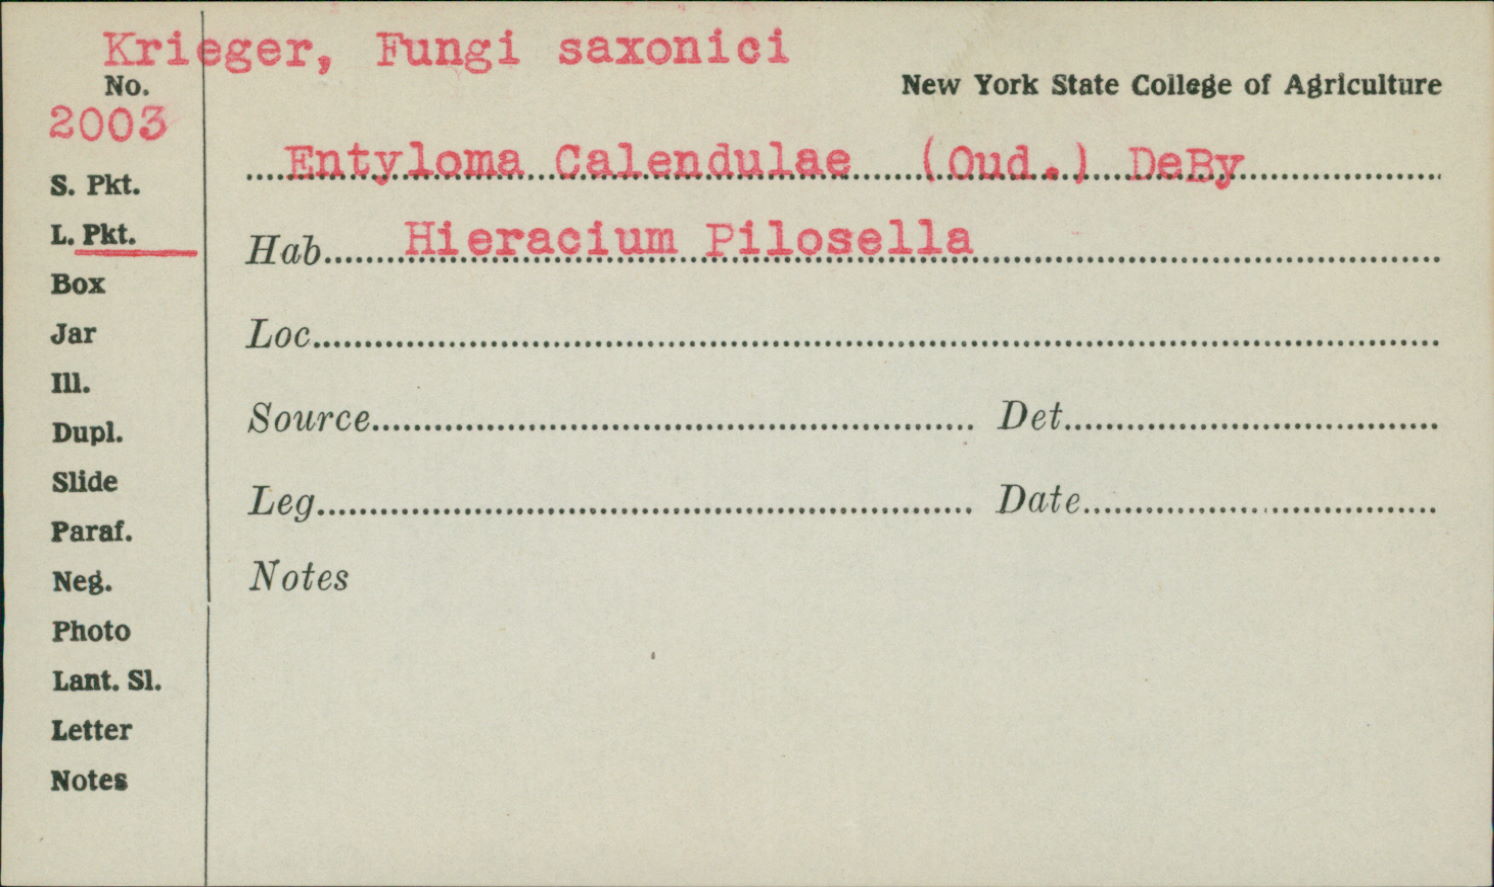 Krieger, Fungi saxonici
No.
2003
New York State College of Agriculture
Entyloma Calendulae (Oud.) DeBy
S. Pkt.
L. Pkt.
Hab. Hieracium Pilosella
Box
Jar
Loc.
Ill.
Source Det.
Dupl.
Slide
Leg. Date
Paraf.
Neg.
Notes
Photo
Lant. Sl.
Letter
Notes